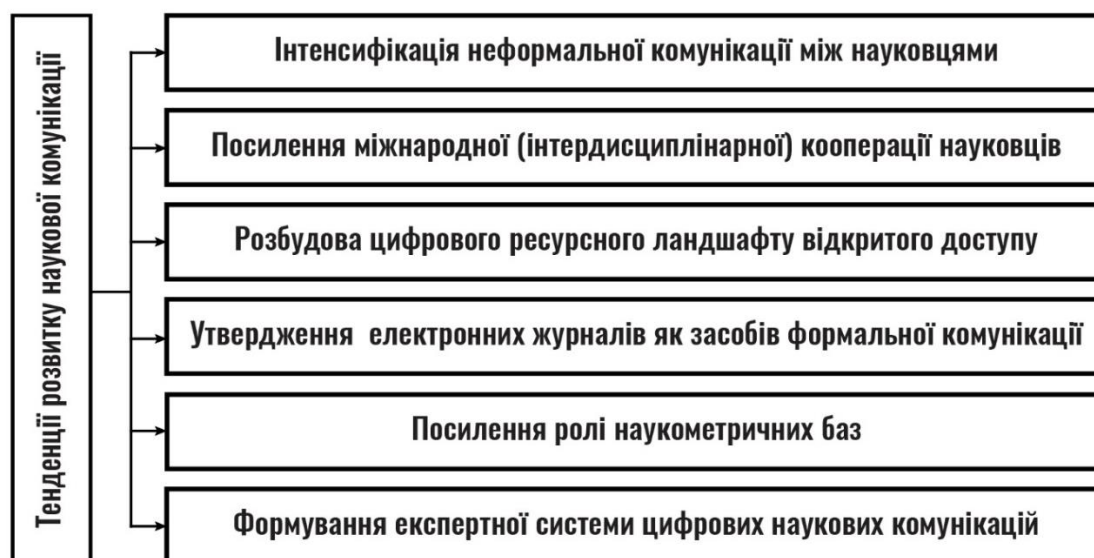 Тенденції розвитку наукової комунікації
Інтенсифікація неформальної комунікації між науковцями
Посилення міжнародної (інтердисциплінарної) кооперації науковців
Розбудова цифрового ресурсного ландшафту відкритого доступу
Утвердження електронних журналів як засобів формальної комунікації
Посилення ролі наукометричних баз
Формування експертної системи цифрових наукових комунікацій